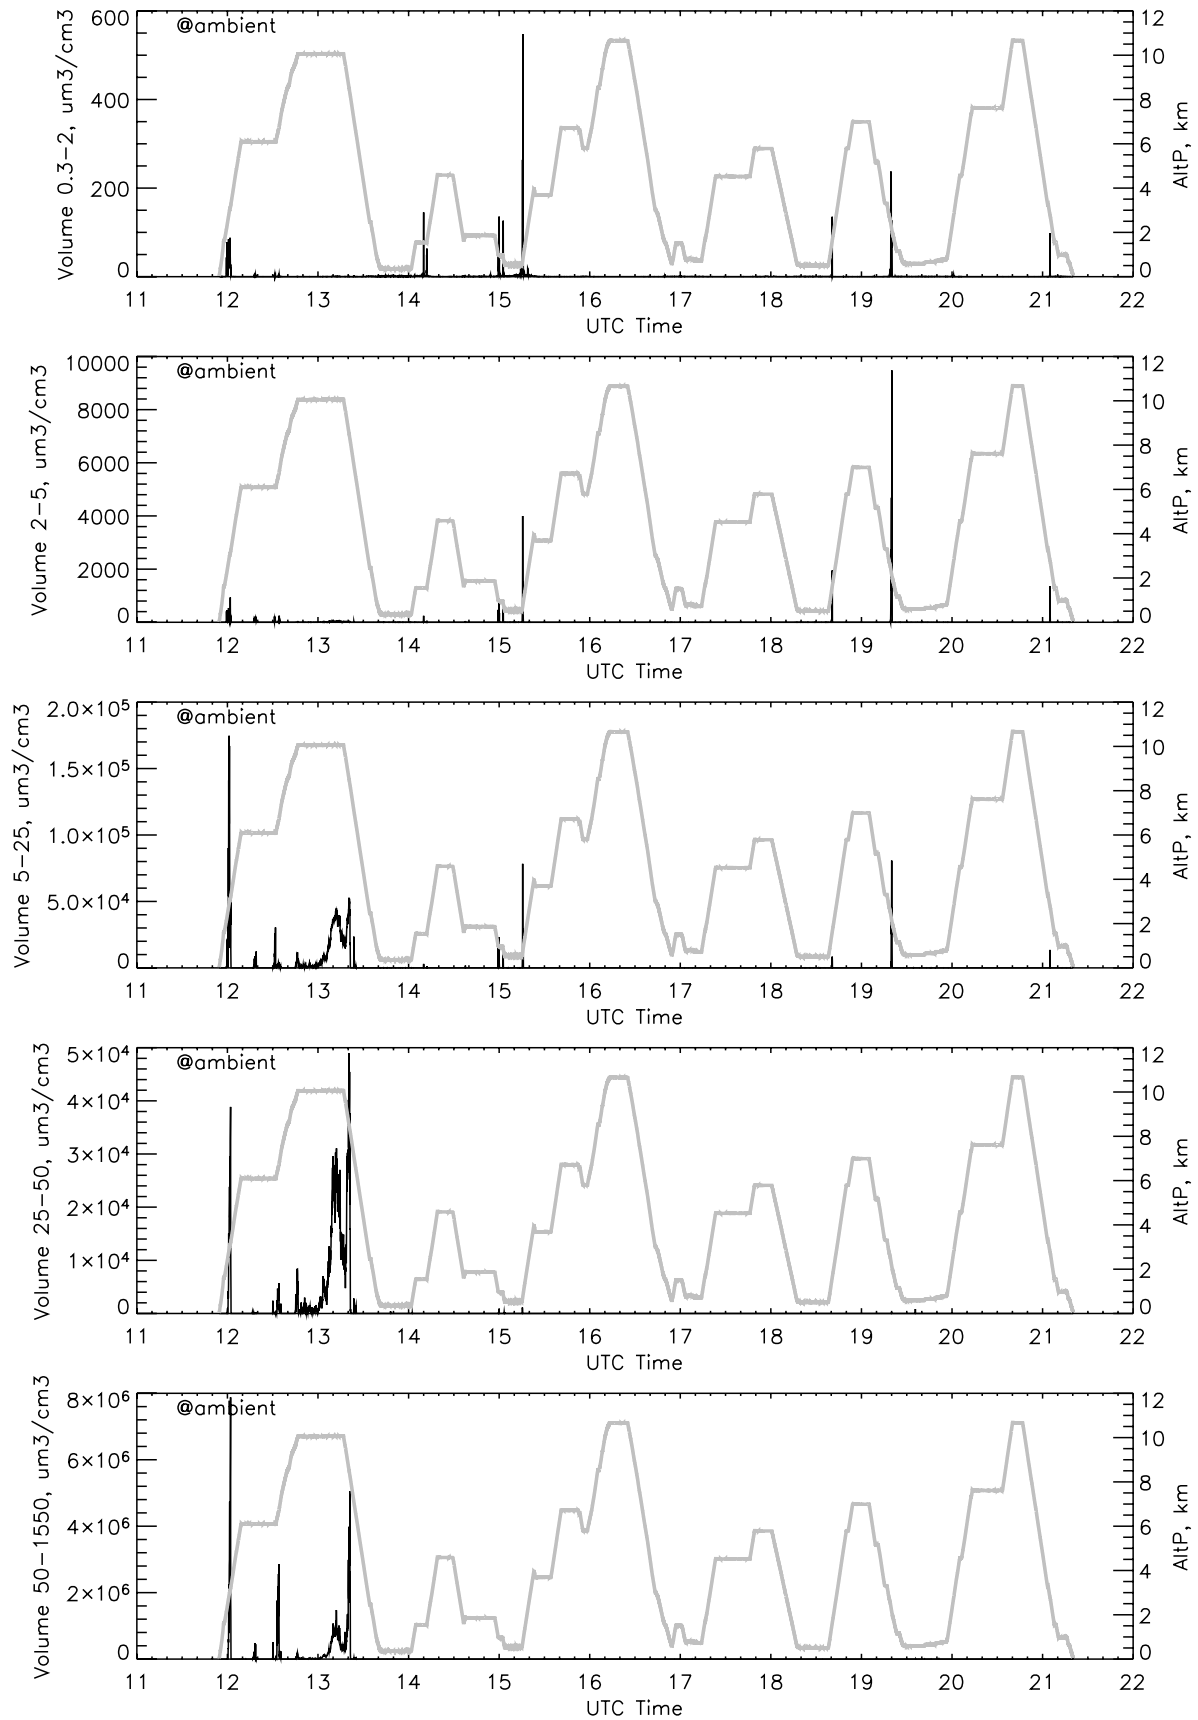 @ambient
Volume 0.3−2, um3/cm3
600
400
200
0
12
10
8
6
4
2
0
AltP, km
11 12 13 14 15 16 17 18 19 20 21 22
UTC Time
@ambient
Volume 2−5, um3/cm3
10000
8000
6000
4000
2000
0
12
10
8
6
4
2
0
AltP, km
11 12 13 14 15 16 17 18 19 20 21 22
UTC Time
@ambient
Volume 5−25, um3/cm3
2.0×10⁵
1.5×10⁵
1.0×10⁵
5.0×10⁴
0
12
10
8
6
4
2
0
AltP, km
11 12 13 14 15 16 17 18 19 20 21 22
UTC Time
@ambient
Volume 25−50, um3/cm3
5×10⁴
4×10⁴
3×10⁴
2×10⁴
1×10⁴
0
12
10
8
6
4
2
0
AltP, km
11 12 13 14 15 16 17 18 19 20 21 22
UTC Time
@ambient
Volume 50−1550, um3/cm3
8×10⁶
6×10⁶
4×10⁶
2×10⁶
0
12
10
8
6
4
2
0
AltP, km
11 12 13 14 15 16 17 18 19 20 21 22
UTC Time